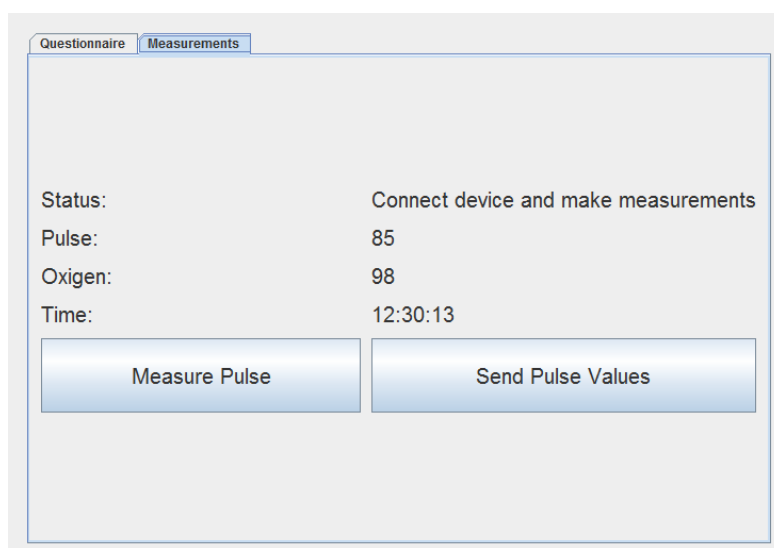 Questionnaire Measurements
Status: Connect device and make measurements
Pulse: 85
Oxigen: 98
Time: 12:30:13
Measure Pulse Send Pulse Values